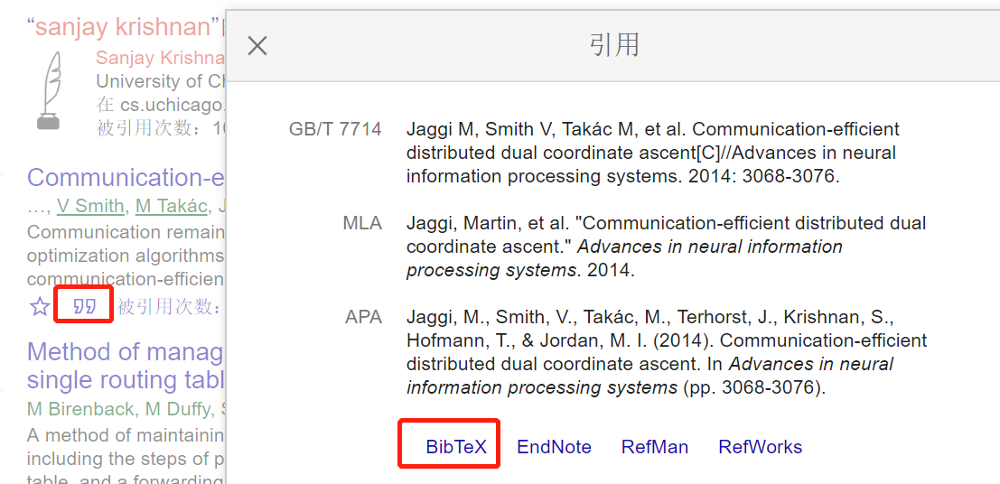 “sanjay krishnan”
Sanjay Krishna
University of Ch
在 cs.uchicago.
被引用次数：10
Communication-e
…, V Smith, M Takác, J
Communication remain
optimization algorithms
communication-efficien
被引用次数：
Method of manag
single routing tabl
M Birenback, M Duffy, S
A method of maintainin
including the steps of p
table, and a forwarding
引用
GB/T 7714
Jaggi M, Smith V, Takác M, et al. Communication-efficient
distributed dual coordinate ascent[C]//Advances in neural
information processing systems. 2014: 3068-3076.
MLA
Jaggi, Martin, et al. "Communication-efficient distributed dual
coordinate ascent." Advances in neural information
processing systems. 2014.
APA
Jaggi, M., Smith, V., Takác, M., Terhorst, J., Krishnan, S.,
Hofmann, T., & Jordan, M. I. (2014). Communication-efficient
distributed dual coordinate ascent. In Advances in neural
information processing systems (pp. 3068-3076).
BibTeX EndNote RefMan RefWorks